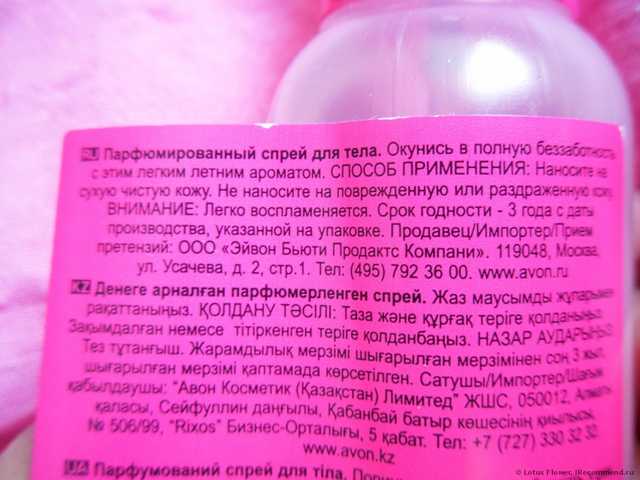 RU Парфюмированный спрей для тела. Окунись в полную беззаботность
с этим легким летним ароматом. СПОСОБ ПРИМЕНЕНИЯ: Наносите на
сухую чистую кожу. Не наносите на поврежденную или раздраженную кожу.
ВНИМАНИЕ: Легко воспламеняется. Срок годности - 3 года с даты
производства, указанной на упаковке. Продавец/Импортер/Прием
претензий: ООО «Эйвон Бьюти Продактс Компани». 119048, Москва,
ул. Усачева, д. 2, стр.1. Тел: (495) 792 36 00. www.avon.ru
KZ Денеге арналған парфюмерленген спрей. Жаз маусымды жұпарымен
рақаттаныңыз. ҚОЛДАНУ ТӘСІЛІ: Таза және құрғақ теріге қолданыңыз.
Зақымдалған немесе тітіркенген теріге қолданбаңыз. НАЗАР АУДАРЫҢЫЗ
Тез тұтанғыш. Жарамдылық мерзімі шығарылған мерзімінен сон 3 жыл,
шығарылған мерзімі қаптамада көрсетілген. Сатушы/Импортер/Шағым
қабылдаушы: "Авон Косметик (Қазақстан) Лимитед" ЖШС, 050012, Алматы
қаласы, Сейфуллин даңғылы, Қабанбай батыр көшесінің қиылысы,
№ 506/99, "Rixos" Бизнес-Орталығы, 5 қабат. Тел: +7 (727) 330 32 32
www.avon.kz
UA Парфумований спрей для тіла.
© Lotus Flower, IRecommend.ru